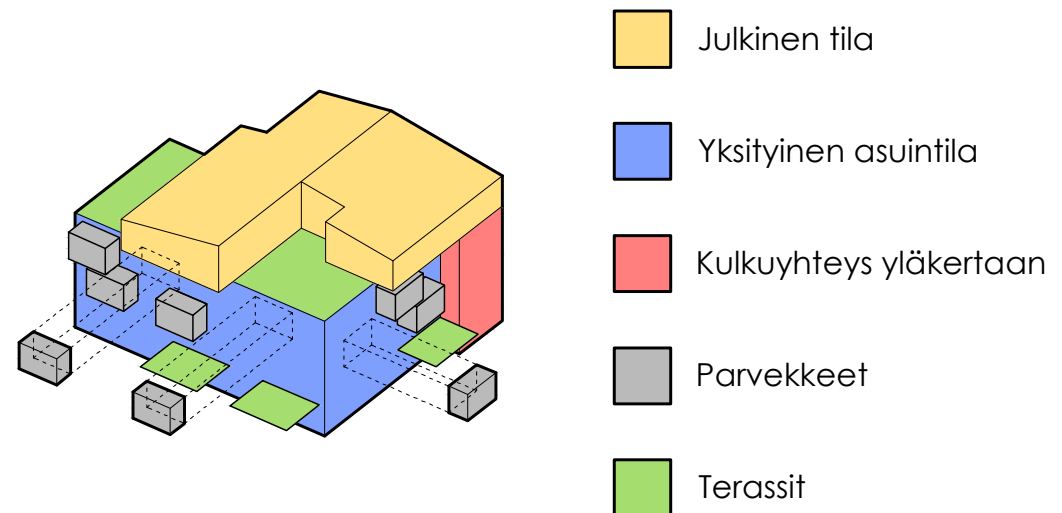 Julkinen tila
Yksityinen asuintila
Kulkuyhteys yläkertaan
Parvekkeet
Terassit